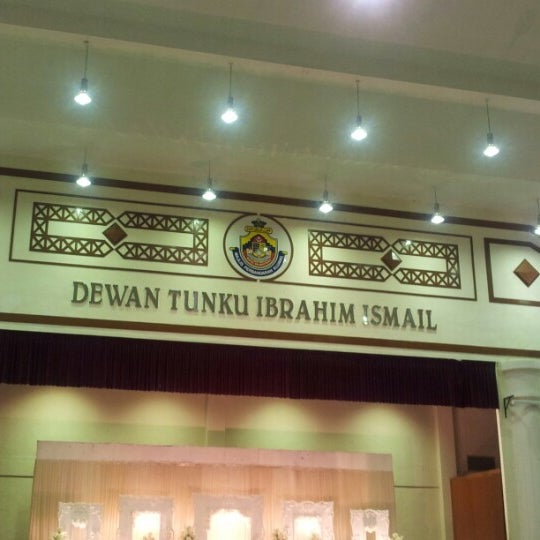 DEWAN TUNKU IBRAHIM ISMAIL